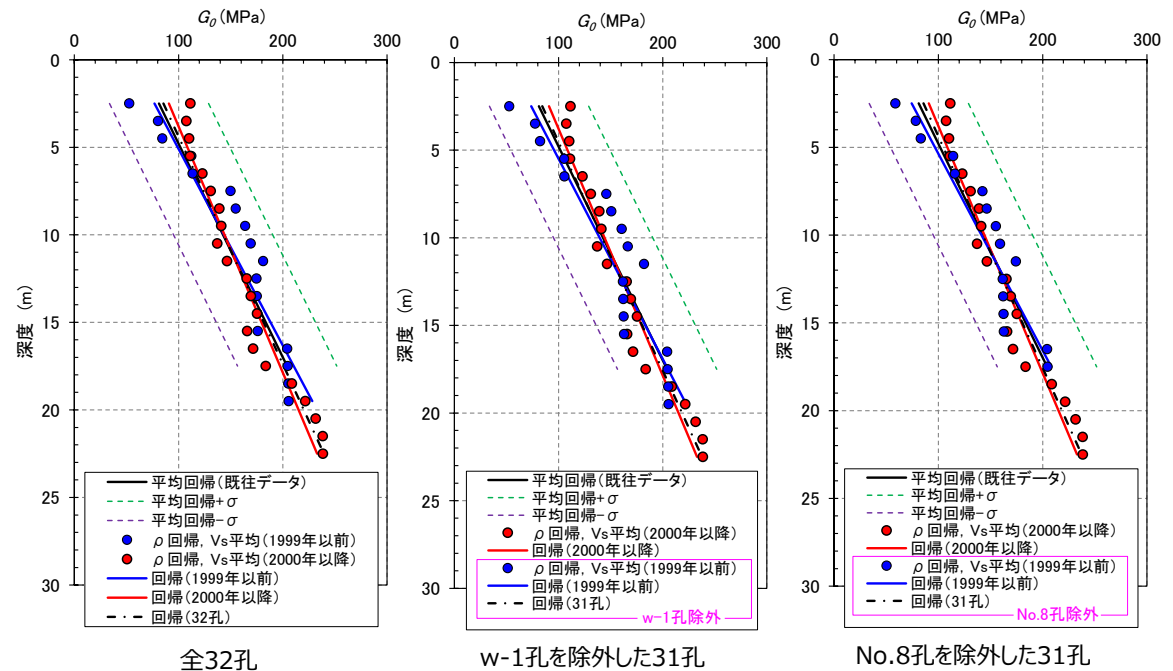 G₀(MPa)
0 100 200 300
0
5
10
15
20
25
30
深度 (m)
平均回帰(既往データ)
平均回帰+σ
平均回帰-σ
ρ回帰, Vs平均(1999年以前)
ρ回帰, Vs平均(2000年以降)
回帰(1999年以前)
回帰(2000年以降)
回帰(32孔)
全32孔
G₀(MPa)
0 100 200 300
0
5
10
15
20
25
30
深度 (m)
平均回帰(既往データ)
平均回帰+σ
平均回帰-σ
ρ回帰, Vs平均(2000年以降)
回帰(2000年以降)
ρ回帰, Vs平均(1999年以前)
回帰(1999年以前)
回帰(31孔)
w-1孔除外
w-1孔を除外した31孔
G₀(MPa)
0 100 200 300
0
5
10
15
20
25
30
深度 (m)
平均回帰(既往データ)
平均回帰+σ
平均回帰-σ
ρ回帰, Vs平均(2000年以降)
回帰(2000年以降)
ρ回帰, Vs平均(1999年以前)
回帰(1999年以前)
回帰(31孔)
No.8孔除外
No.8孔を除外した31孔